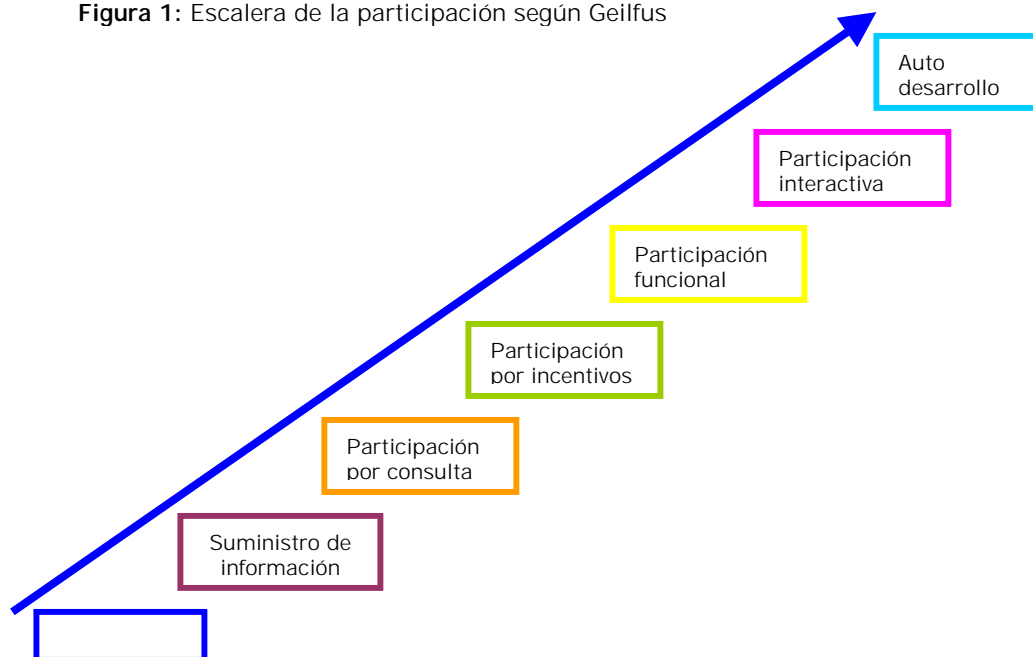 Figura 1: Escalera de la participación según Geilfus
Auto
desarrollo
Participación
interactiva
Participación
funcional
Participación
por incentivos
Participación
por consulta
Suministro de
información